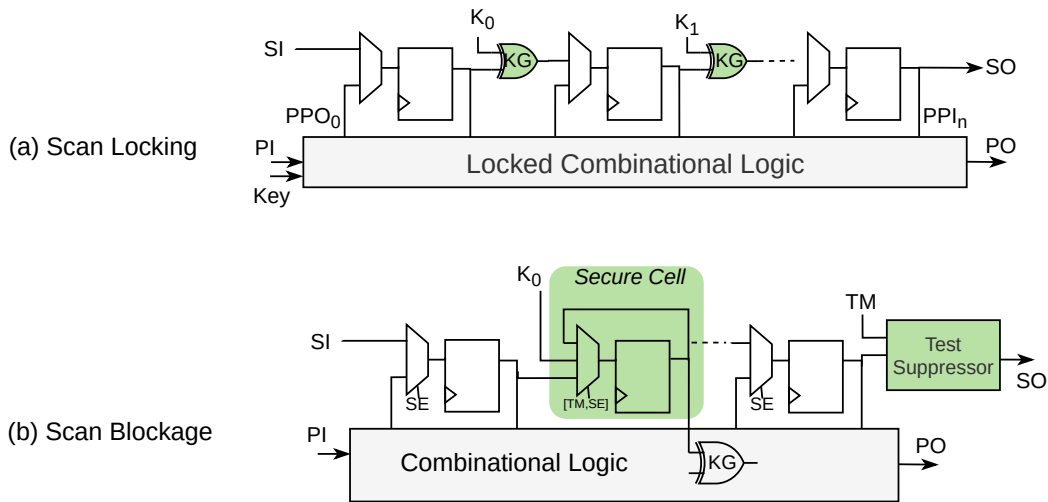 (a) Scan Locking
SI
K0
KG
K1
KG
SO
PPO0
PPIn
PI
Key
Locked Combinational Logic
PO
(b) Scan Blockage
K0
Secure Cell
TM
SI
SE
[TM,SE]
SE
Test
Suppressor
SO
PI
Combinational Logic
KG
PO